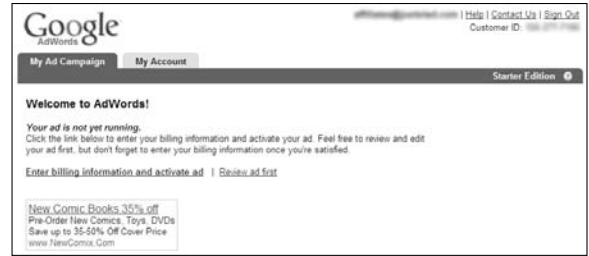 Google
AdWords
| Help | Contact Us | Sign Out
Customer ID:
My Ad Campaign My Account
Starter Edition ?
Welcome to AdWords!
Your ad is not yet running.
Click the link below to enter your billing information and activate your ad. Feel free to review and edit
your ad first, but don't forget to enter your billing information once you're satisfied.
Enter billing information and activate ad | Review ad first
New Comic Books 35% off
Pre-Order New Comics, Toys, DVDs
Save up to 35-50% Off Cover Price
www.NewComix.Com